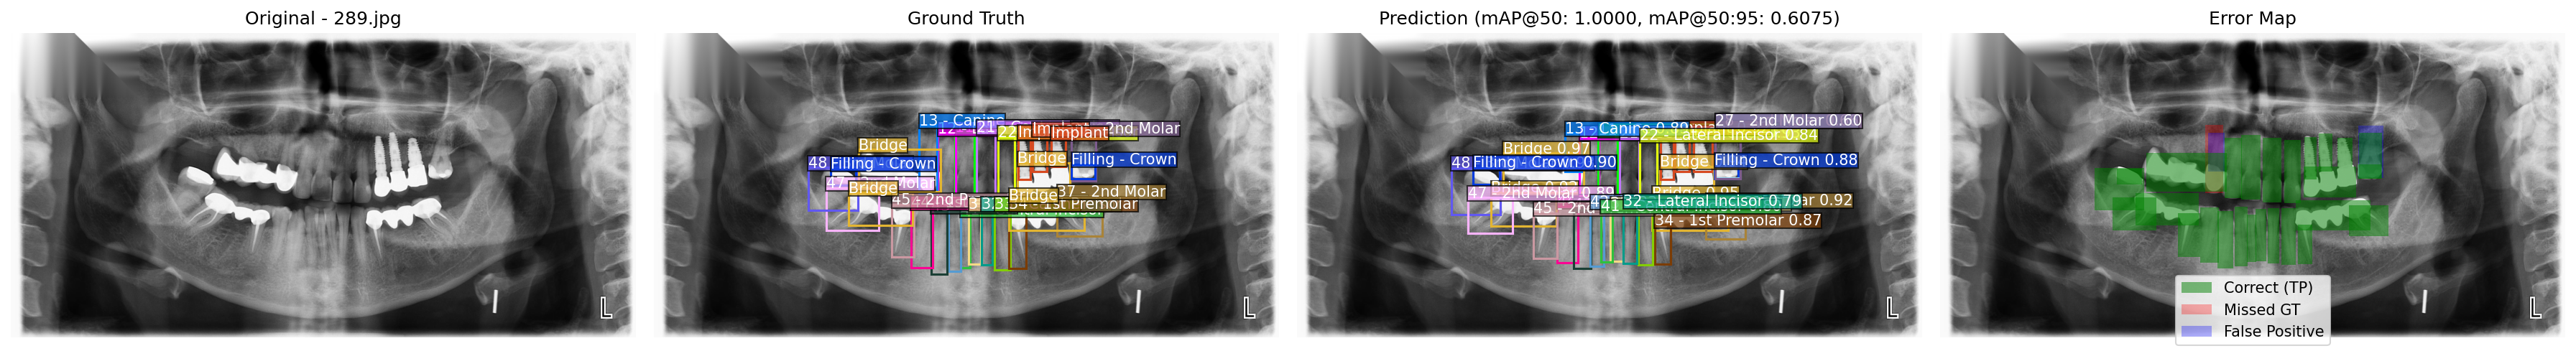 Original - 289.jpg
Ground Truth
Prediction (mAP@50: 1.0000, mAP@50:95: 0.6075)
Error Map
13 - Canine
12 -
21
22
Implant
2nd Molar
Bridge
48
Filling - Crown
Bridge
Filling - Crown
47
Molar
Bridge
45 - 2nd P
Bridge
37 - 2nd Molar
34 - 1st Premolar
L
13 - Canine 0.89
27 - 2nd Molar 0.60
22 - Lateral Incisor 0.84
Bridge 0.97
48
Filling - Crown 0.90
Bridge
Filling - Crown 0.88
47 - 2nd Molar 0.89
45 - 2nd
41
32 - Lateral Incisor 0.79
ar 0.92
34 - 1st Premolar 0.87
L
L
L
Correct (TP)
Missed GT
False Positive